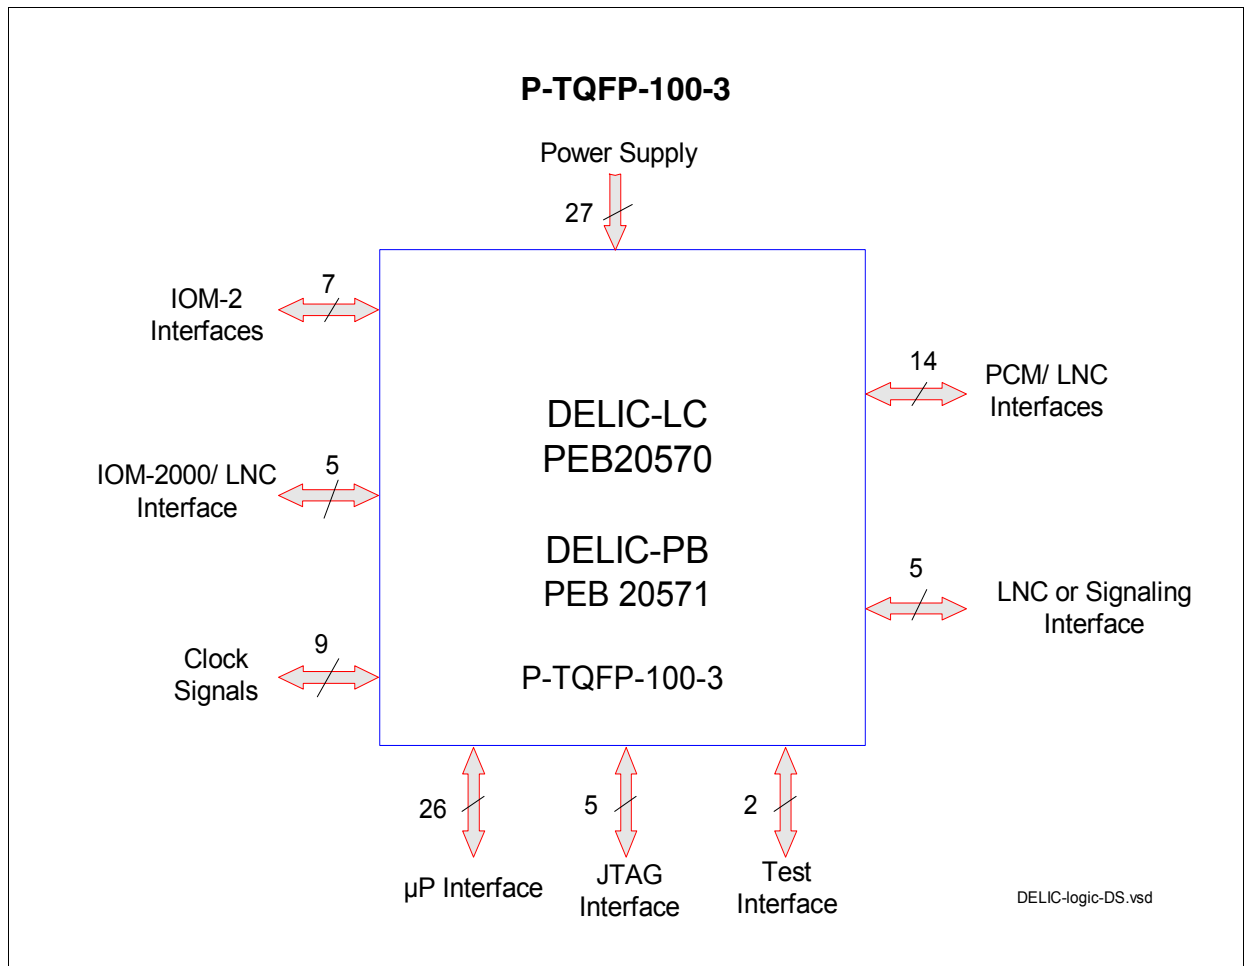 P-TQFP-100-3
Power Supply
27
7
IOM-2
Interfaces
14
PCM/ LNC
Interfaces
DELIC-LC
PEB20570
5
IOM-2000/ LNC
Interface
DELIC-PB
PEB 20571
5
LNC or Signaling
Interface
9
Clock
Signals
P-TQFP-100-3
26
5
2
µP Interface
JTAG
Interface
Test
Interface
DELIC-logic-DS.vsd